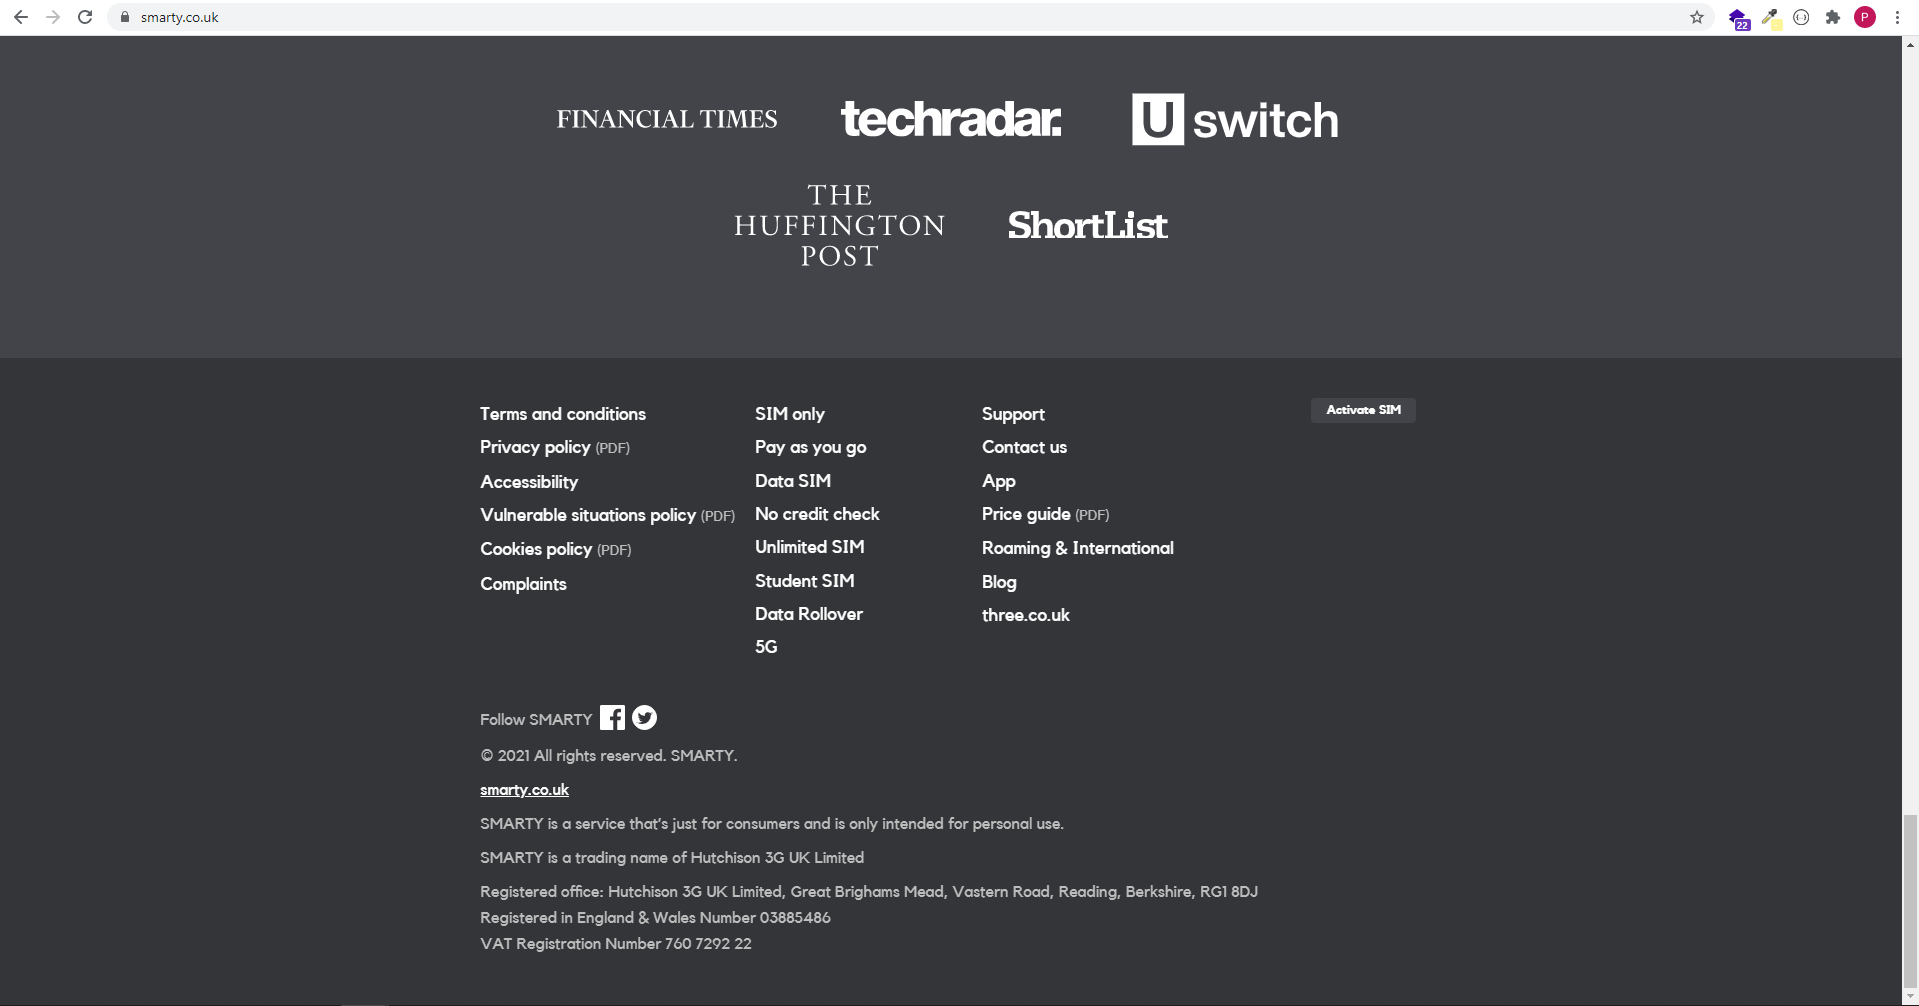 smarty.co.uk
22
P
FINANCIAL TIMES
techradar.
U switch
THE
HUFFINGTON
POST
ShortList
Terms and conditions
Privacy policy (PDF)
Accessibility
Vulnerable situations policy (PDF)
Cookies policy (PDF)
Complaints
SIM only
Pay as you go
Data SIM
No credit check
Unlimited SIM
Student SIM
Data Rollover
5G
Support
Contact us
App
Price guide (PDF)
Roaming & International
Blog
three.co.uk
Activate SIM
Follow SMARTY
© 2021 All rights reserved. SMARTY.
smarty.co.uk
SMARTY is a service that's just for consumers and is only intended for personal use.
SMARTY is a trading name of Hutchison 3G UK Limited
Registered office: Hutchison 3G UK Limited, Great Brighams Mead, Vastern Road, Reading, Berkshire, RG1 8DJ
Registered in England & Wales Number 03885486
VAT Registration Number 760 7292 22